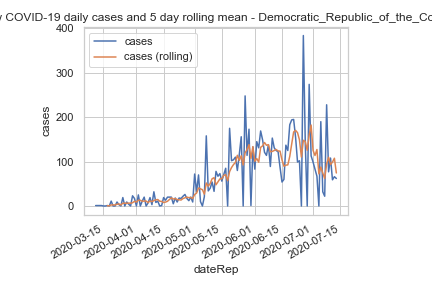 COVID-19 daily cases and 5 day rolling mean - Democratic_Republic_of_the_Co
cases
cases (rolling)
400
300
200
100
0
cases
2020-03-15
2020-04-01
2020-04-15
2020-05-01
2020-05-15
2020-06-01
2020-06-15
2020-07-01
2020-07-15
dateRep